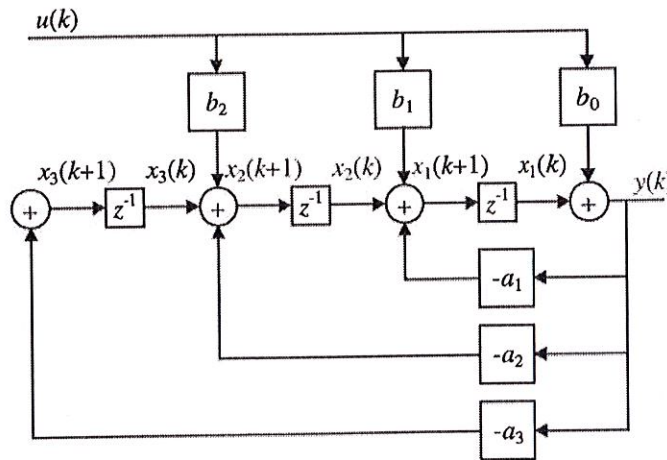 u(k)
b₂
b₁
b₀
x₃(k+1)
x₃(k)
x₂(k+1)
x₂(k)
x₁(k+1)
x₁(k)
y(k
+
z⁻¹
+
z⁻¹
+
z⁻¹
+
-a₁
-a₂
-a₃